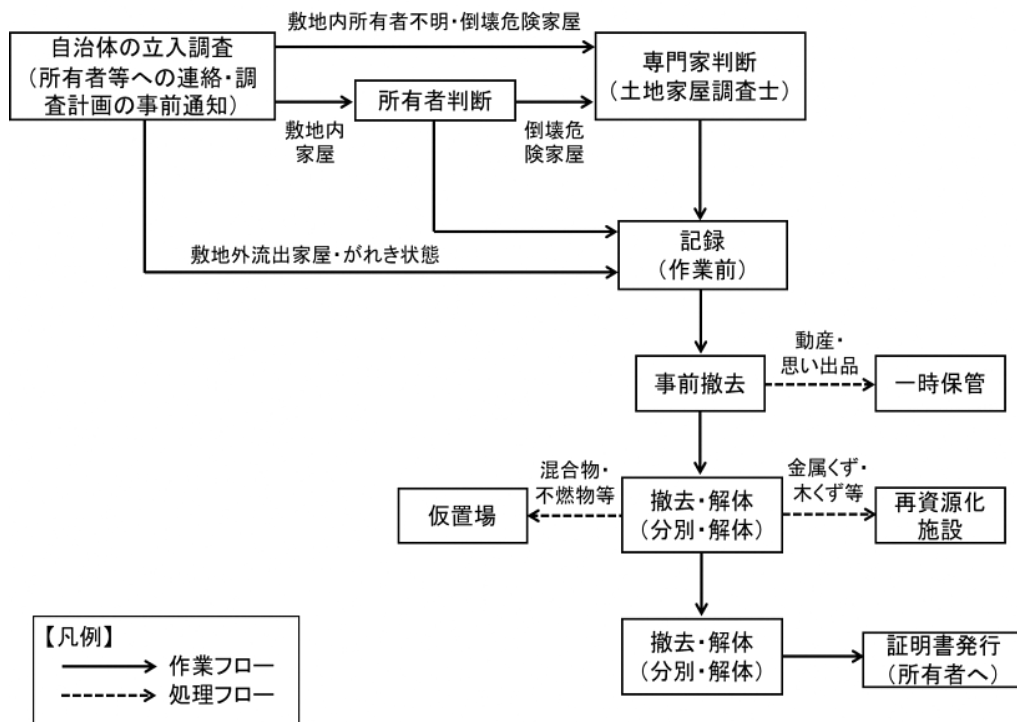 敷地内所有者不明・倒壊危険家屋
自治体の立入調査
（所有者等への連絡・調
査計画の事前通知）
専門家判断
（土地家屋調査士）
所有者判断
敷地内
家屋
倒壊危
険家屋
敷地外流出家屋・がれき状態
記録
（作業前）
動産・
思い出品
事前撤去
一時保管
混合物・
不燃物等
金属くず・
木くず等
仮置場
撤去・解体
（分別・解体）
再資源化
施設
撤去・解体
（分別・解体）
証明書発行
（所有者へ）
【凡例】
作業フロー
処理フロー